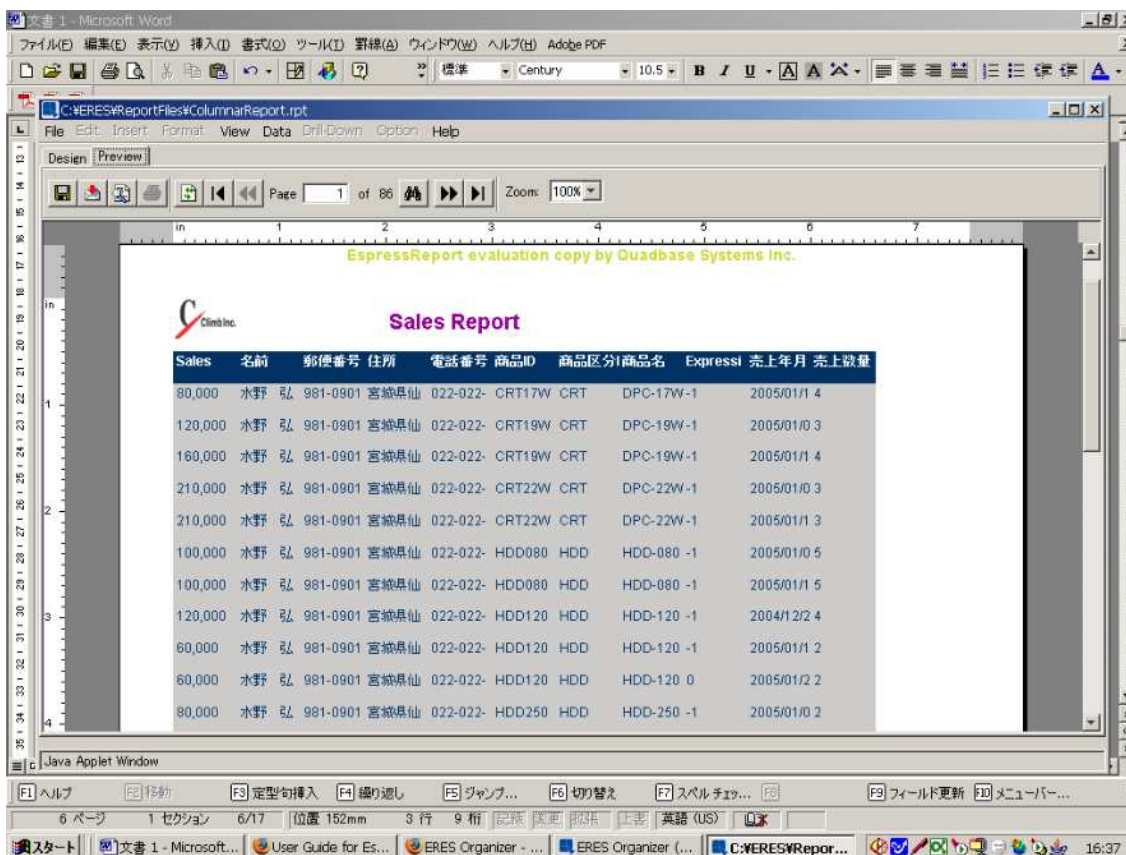 文書 1 - Microsoft Word
ファイル(F) 編集(E) 表示(V) 挿入(I) 書式(O) ツール(T) 罫線(A) ウィンドウ(W) ヘルプ(H) Adobe PDF
標準 Century 10.5 B I U A A A
C:¥ERES¥ReportFiles¥ColumnarReport.rpt
File Edit Insert Format View Data Drill-Down Option Help
Design Preview
Page 1 of 86 Zoom: 100%
in 1 2 3 4 5 6 7
EspressReport evaluation copy by Quadbase Systems Inc.
Climb Inc.
Sales Report
Sales 名前 郵便番号 住所 電話番号 商品ID 商品区分I 商品名 Expressi 売上年月 売上数量
80,000 水野 弘 981-0901 宮城県仙 022-022- CRT17W CRT DPC-17W -1 2005/01/1 4
120,000 水野 弘 981-0901 宮城県仙 022-022- CRT19W CRT DPC-19W -1 2005/01/0 3
160,000 水野 弘 981-0901 宮城県仙 022-022- CRT19W CRT DPC-19W -1 2005/01/1 4
210,000 水野 弘 981-0901 宮城県仙 022-022- CRT22W CRT DPC-22W -1 2005/01/0 3
210,000 水野 弘 981-0901 宮城県仙 022-022- CRT22W CRT DPC-22W -1 2005/01/1 3
100,000 水野 弘 981-0901 宮城県仙 022-022- HDD080 HDD HDD-080 -1 2005/01/0 5
100,000 水野 弘 981-0901 宮城県仙 022-022- HDD080 HDD HDD-080 -1 2005/01/1 5
120,000 水野 弘 981-0901 宮城県仙 022-022- HDD120 HDD HDD-120 -1 2004/12/2 4
60,000 水野 弘 981-0901 宮城県仙 022-022- HDD120 HDD HDD-120 -1 2005/01/1 2
60,000 水野 弘 981-0901 宮城県仙 022-022- HDD120 HDD HDD-120 0 2005/01/2 2
80,000 水野 弘 981-0901 宮城県仙 022-022- HDD250 HDD HDD-250 -1 2005/01/0 2
Java Applet Window
F1 ヘルプ F2 移動 F3 定型句挿入 F4 繰り返し F5 ジャンプ... F6 切り替え F7 スペル チェッ... F8 F9 フィールド更新 F10 メニューバー...
6 ページ 1 セクション 6/17 位置 152mm 3 行 9 桁 記録 変更 拡張 上書 英語 (US)
スタート 文書 1 - Microsoft... User Guide for Es... ERES Organizer - ... ERES Organizer (... C:¥ERES¥Repor... 16:37